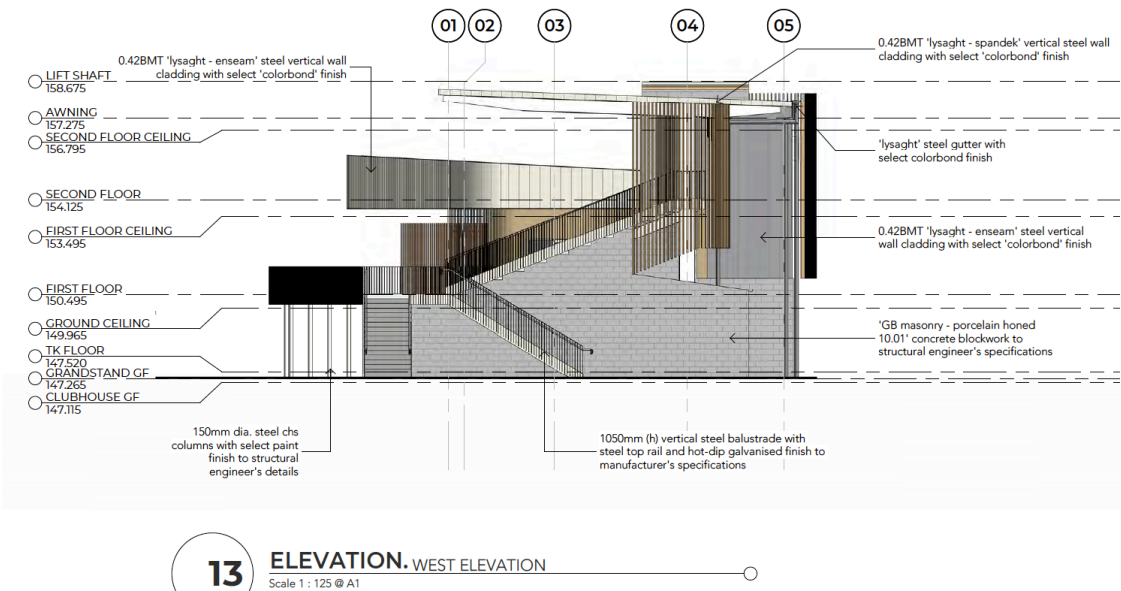 01 02 03 04 05
0.42BMT 'lysaght - enseam' steel vertical wall
cladding with select 'colorbond' finish
0.42BMT 'lysaght - spandek' vertical steel wall
cladding with select 'colorbond' finish
LIFT SHAFT
158.675
AWNING
157.275
SECOND FLOOR CEILING
156.795
'lysaght' steel gutter with
select colorbond finish
SECOND FLOOR
154.125
FIRST FLOOR CEILING
153.495
0.42BMT 'lysaght - enseam' steel vertical
wall cladding with select 'colorbond' finish
FIRST FLOOR
150.495
GROUND CEILING
149.965
'GB masonry - porcelain honed
10.01' concrete blockwork to
structural engineer's specifications
TK FLOOR
147.520
GRANDSTAND GF
147.265
CLUBHOUSE GF
147.115
150mm dia. steel chs
columns with select paint
finish to structural
engineer's details
1050mm (h) vertical steel balustrade with
steel top rail and hot-dip galvanised finish to
manufacturer's specifications
13
ELEVATION. WEST ELEVATION
Scale 1 : 125 @ A1